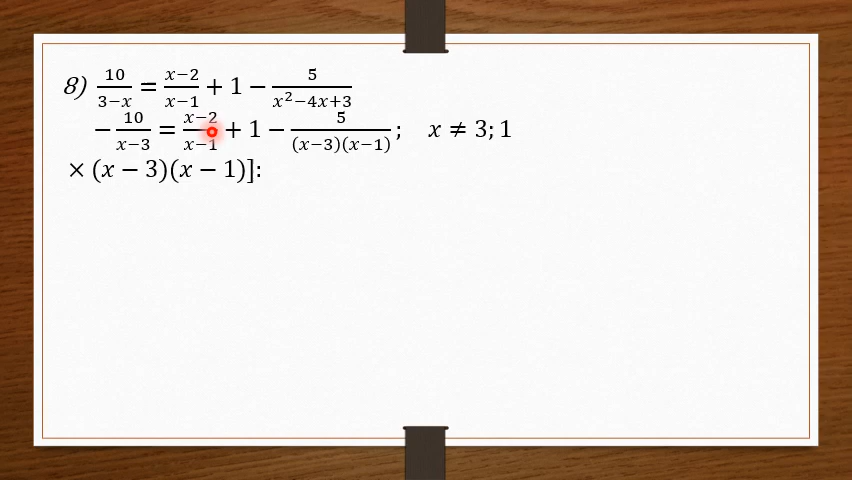 8) 10/(3−x) = (x−2)/(x−1) + 1 − 5/(x²−4x+3)
− 10/(x−3) = (x−2)/(x−1) + 1 − 5/((x−3)(x−1)) ; x ≠ 3; 1
× (x − 3)(x − 1)]: